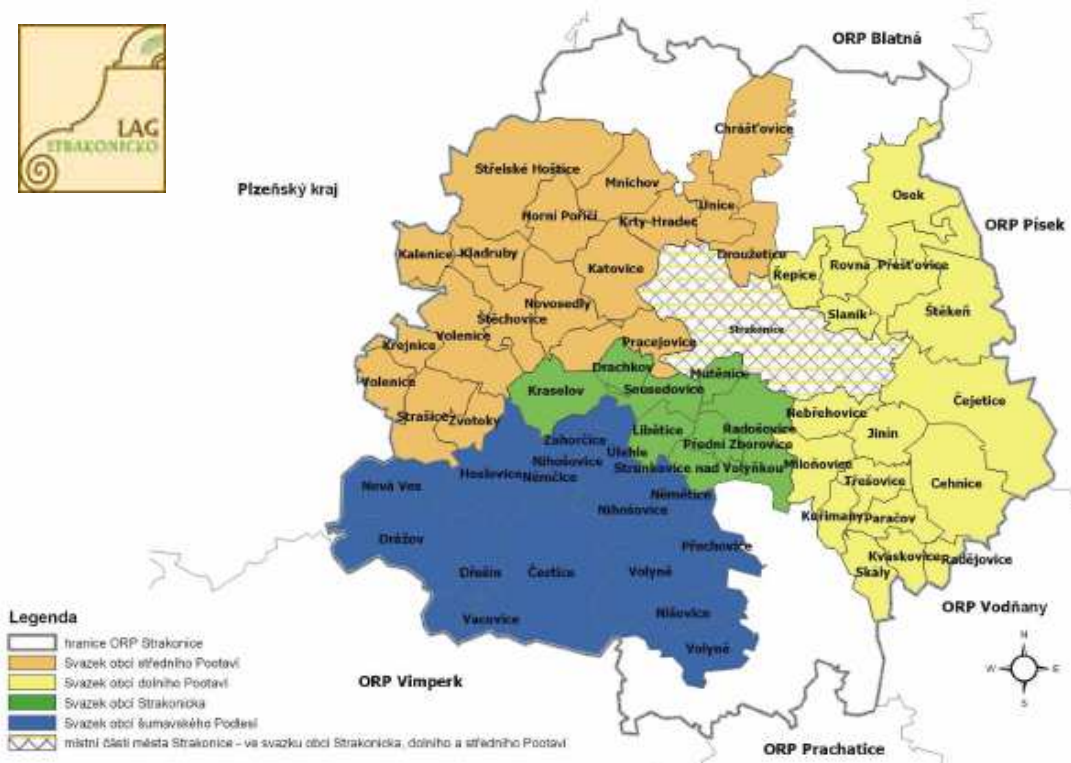 LAG
STRAKONICKO
ORP Blatná
Chrášťovice
Střelské Hoštice
Mnichov
Plzeňský kraj
Osek
Únice
Horní Poříčí
Krty-Hradec
ORP Písek
Kalenice
Kladruby
Katovice
Droužetice
Řepice
Rovná
Přešťovice
Novosedly
Slaník
Štěkeň
Štěchovice
Strakonice
Volenice
Krejnice
Pracejovice
Drachkov
Mutěnice
Volenice
Kraselov
Sousedovice
Čejetice
Nebřehovice
Strašice
Zvotoky
Libětice
Radošovice
Jinín
Zahorčice
Přední Zborovice
Úlehle
Nihošovice
Strunkovice nad Volyňkou
Miloňovice
Hoslovice
Němčice
Třešovice
Cehnice
Nová Ves
Němětice
Nihošovice
Kuřimany
Paračov
Drážov
Přechovice
Kváskovice
Radějovice
Skály
Dřešín
Čestice
Volyně
Legenda
Nišovice
ORP Vodňany
Vacovice
hranice ORP Strakonice
Volyně
Svazek obcí středního Pootaví
N
W
E
S
ORP Vimperk
Svazek obcí dolního Pootaví
Svazek obcí Strakonicka
Svazek obcí šumavského Podlesí
místní části města Strakonice - ve svazku obcí Strakonicka, dolního a středního Pootaví
ORP Prachatice